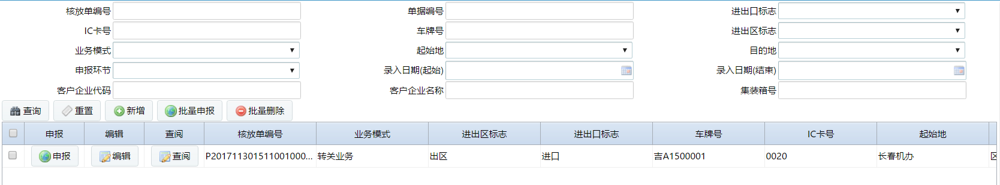 核放单编号 单据编号 进出口标志
IC卡号 车牌号 进出区标志
业务模式 起始地 目的地
申报环节 录入日期(起始) 录入日期(结束)
客户企业代码 客户企业名称 集装箱号
查询 重置 新增 批量申报 批量删除
申报 编辑 查阅 核放单编号 业务模式 进出区标志 进出口标志 车牌号 IC卡号 起始地
申报 编辑 查阅 P201711301511001000... 转关业务 出区 进口 吉A1500001 0020 长春机办